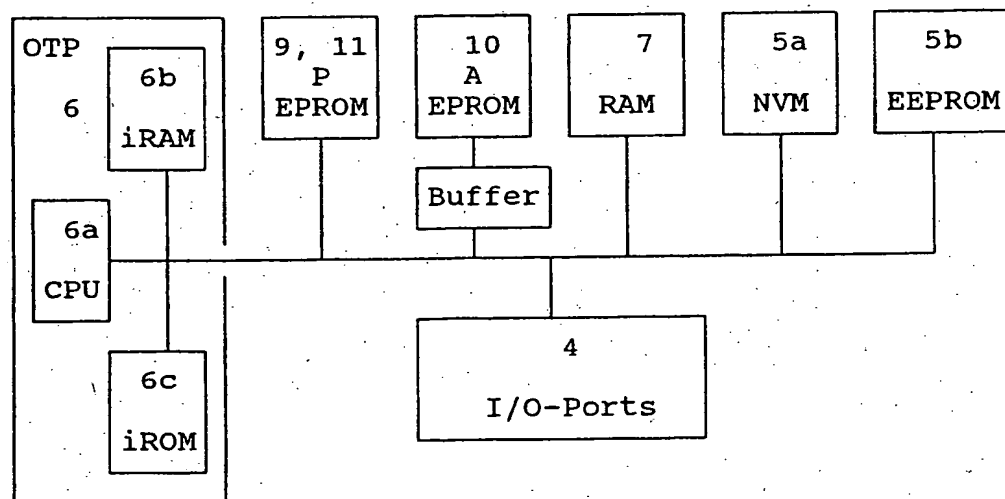 OTP
6
6b
iRAM
6a
CPU
6c
iROM
9, 11
P
EPROM
10
A
EPROM
Buffer
7
RAM
5a
NVM
5b
EEPROM
4
I/O-Ports